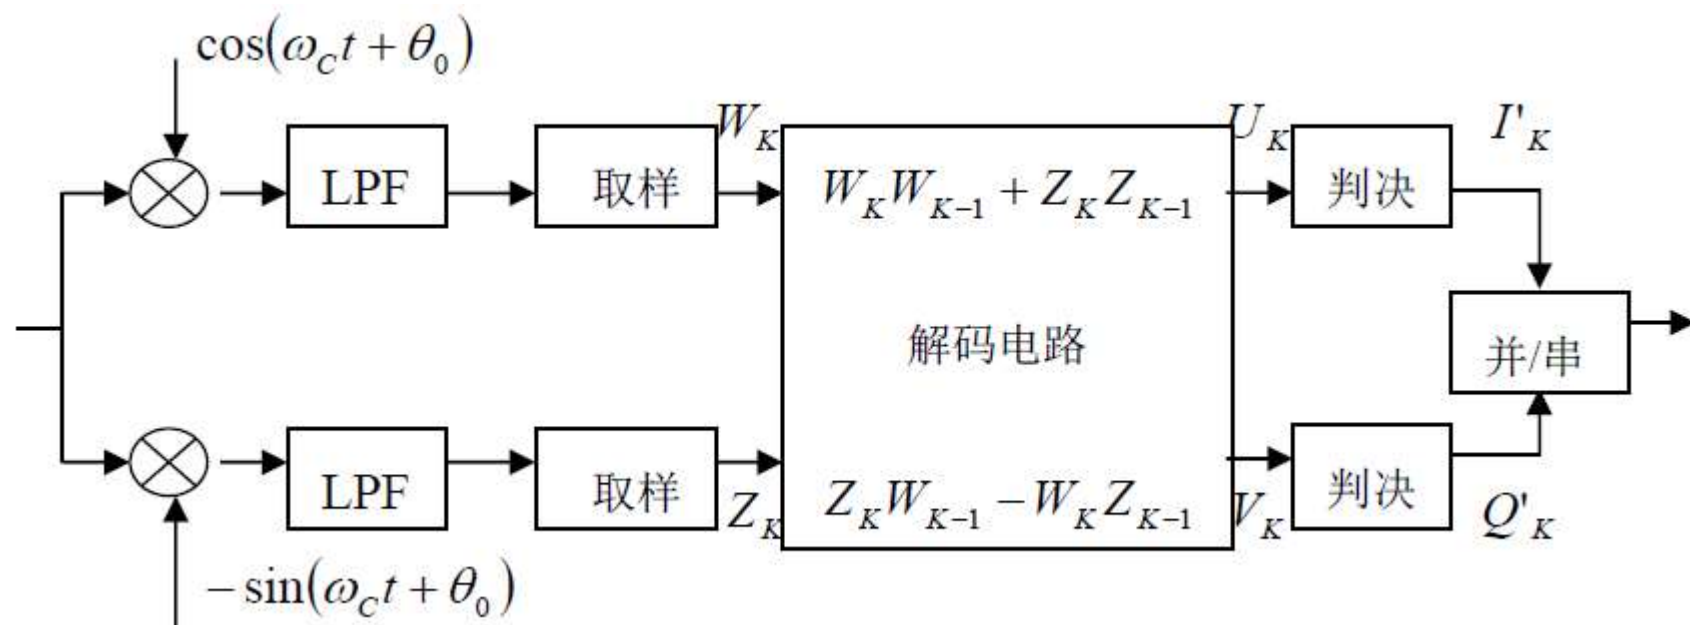 cos(ω_C t + θ_0)
W_K
U_K
I'_K
LPF
取样
W_K W_{K-1} + Z_K Z_{K-1}
判决
解码电路
并/串
LPF
取样
Z_K
Z_K W_{K-1} − W_K Z_{K-1}
V_K
判决
Q'_K
−sin(ω_C t + θ_0)